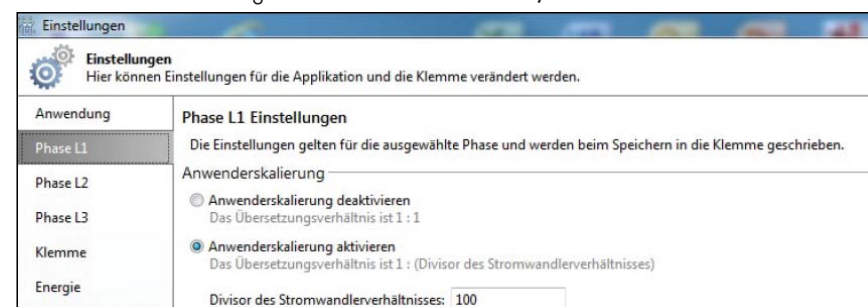 Einstellungen
Einstellungen
Hier können Einstellungen für die Applikation und die Klemme verändert werden.
Anwendung
Phase L1
Phase L2
Phase L3
Klemme
Energie
Phase L1 Einstellungen
Die Einstellungen gelten für die ausgewählte Phase und werden beim Speichern in die Klemme geschrieben.
Anwenderskalierung
Anwenderskalierung deaktivieren
Das Übersetzungsverhältnis ist 1 : 1
Anwenderskalierung aktivieren
Das Übersetzungsverhältnis ist 1 : (Divisor des Stromwandlerverhältnisses)
Divisor des Stromwandlerverhältnisses: 100